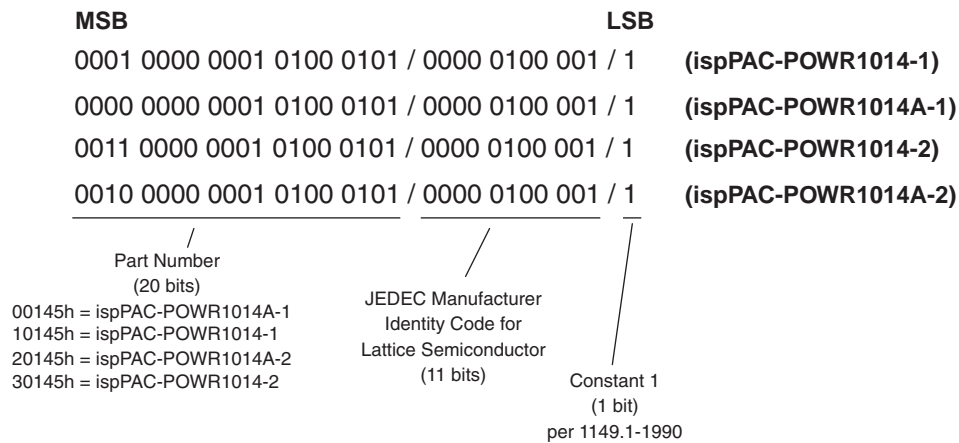 MSB LSB
0001 0000 0001 0100 0101 / 0000 0100 001 / 1 (ispPAC-POWR1014-1)
0000 0000 0001 0100 0101 / 0000 0100 001 / 1 (ispPAC-POWR1014A-1)
0011 0000 0001 0100 0101 / 0000 0100 001 / 1 (ispPAC-POWR1014-2)
0010 0000 0001 0100 0101 / 0000 0100 001 / 1 (ispPAC-POWR1014A-2)
Part Number
(20 bits)
00145h = ispPAC-POWR1014A-1
10145h = ispPAC-POWR1014-1
20145h = ispPAC-POWR1014A-2
30145h = ispPAC-POWR1014-2
JEDEC Manufacturer
Identity Code for
Lattice Semiconductor
(11 bits)
Constant 1
(1 bit)
per 1149.1-1990